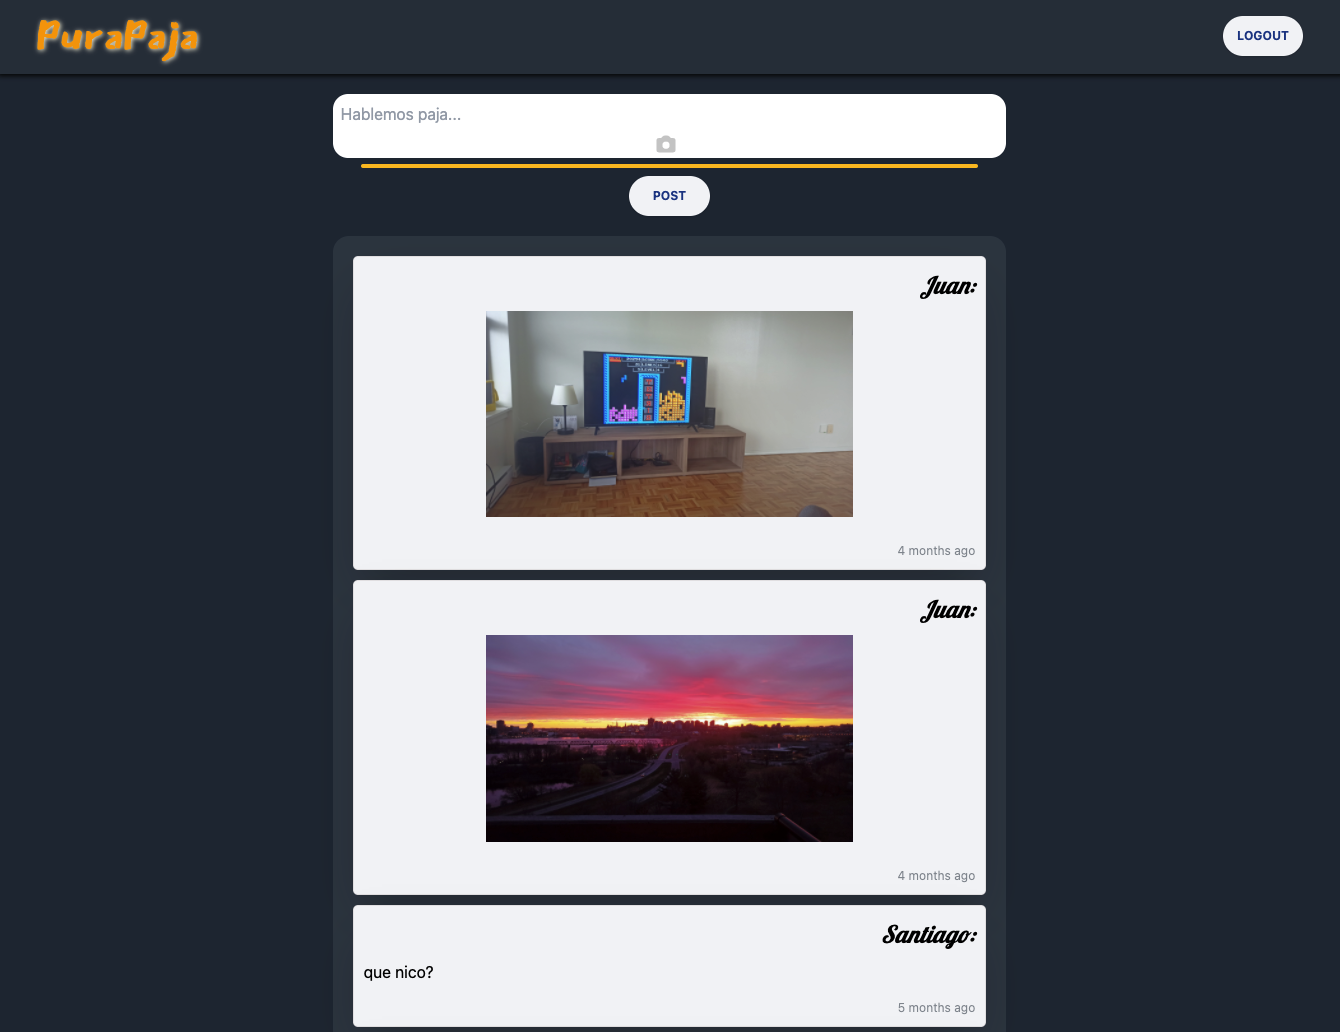 PuraPaja
LOGOUT
Hablemos paja...
POST
Juan:
4 months ago
Juan:
4 months ago
Santiago:
que nico?
5 months ago